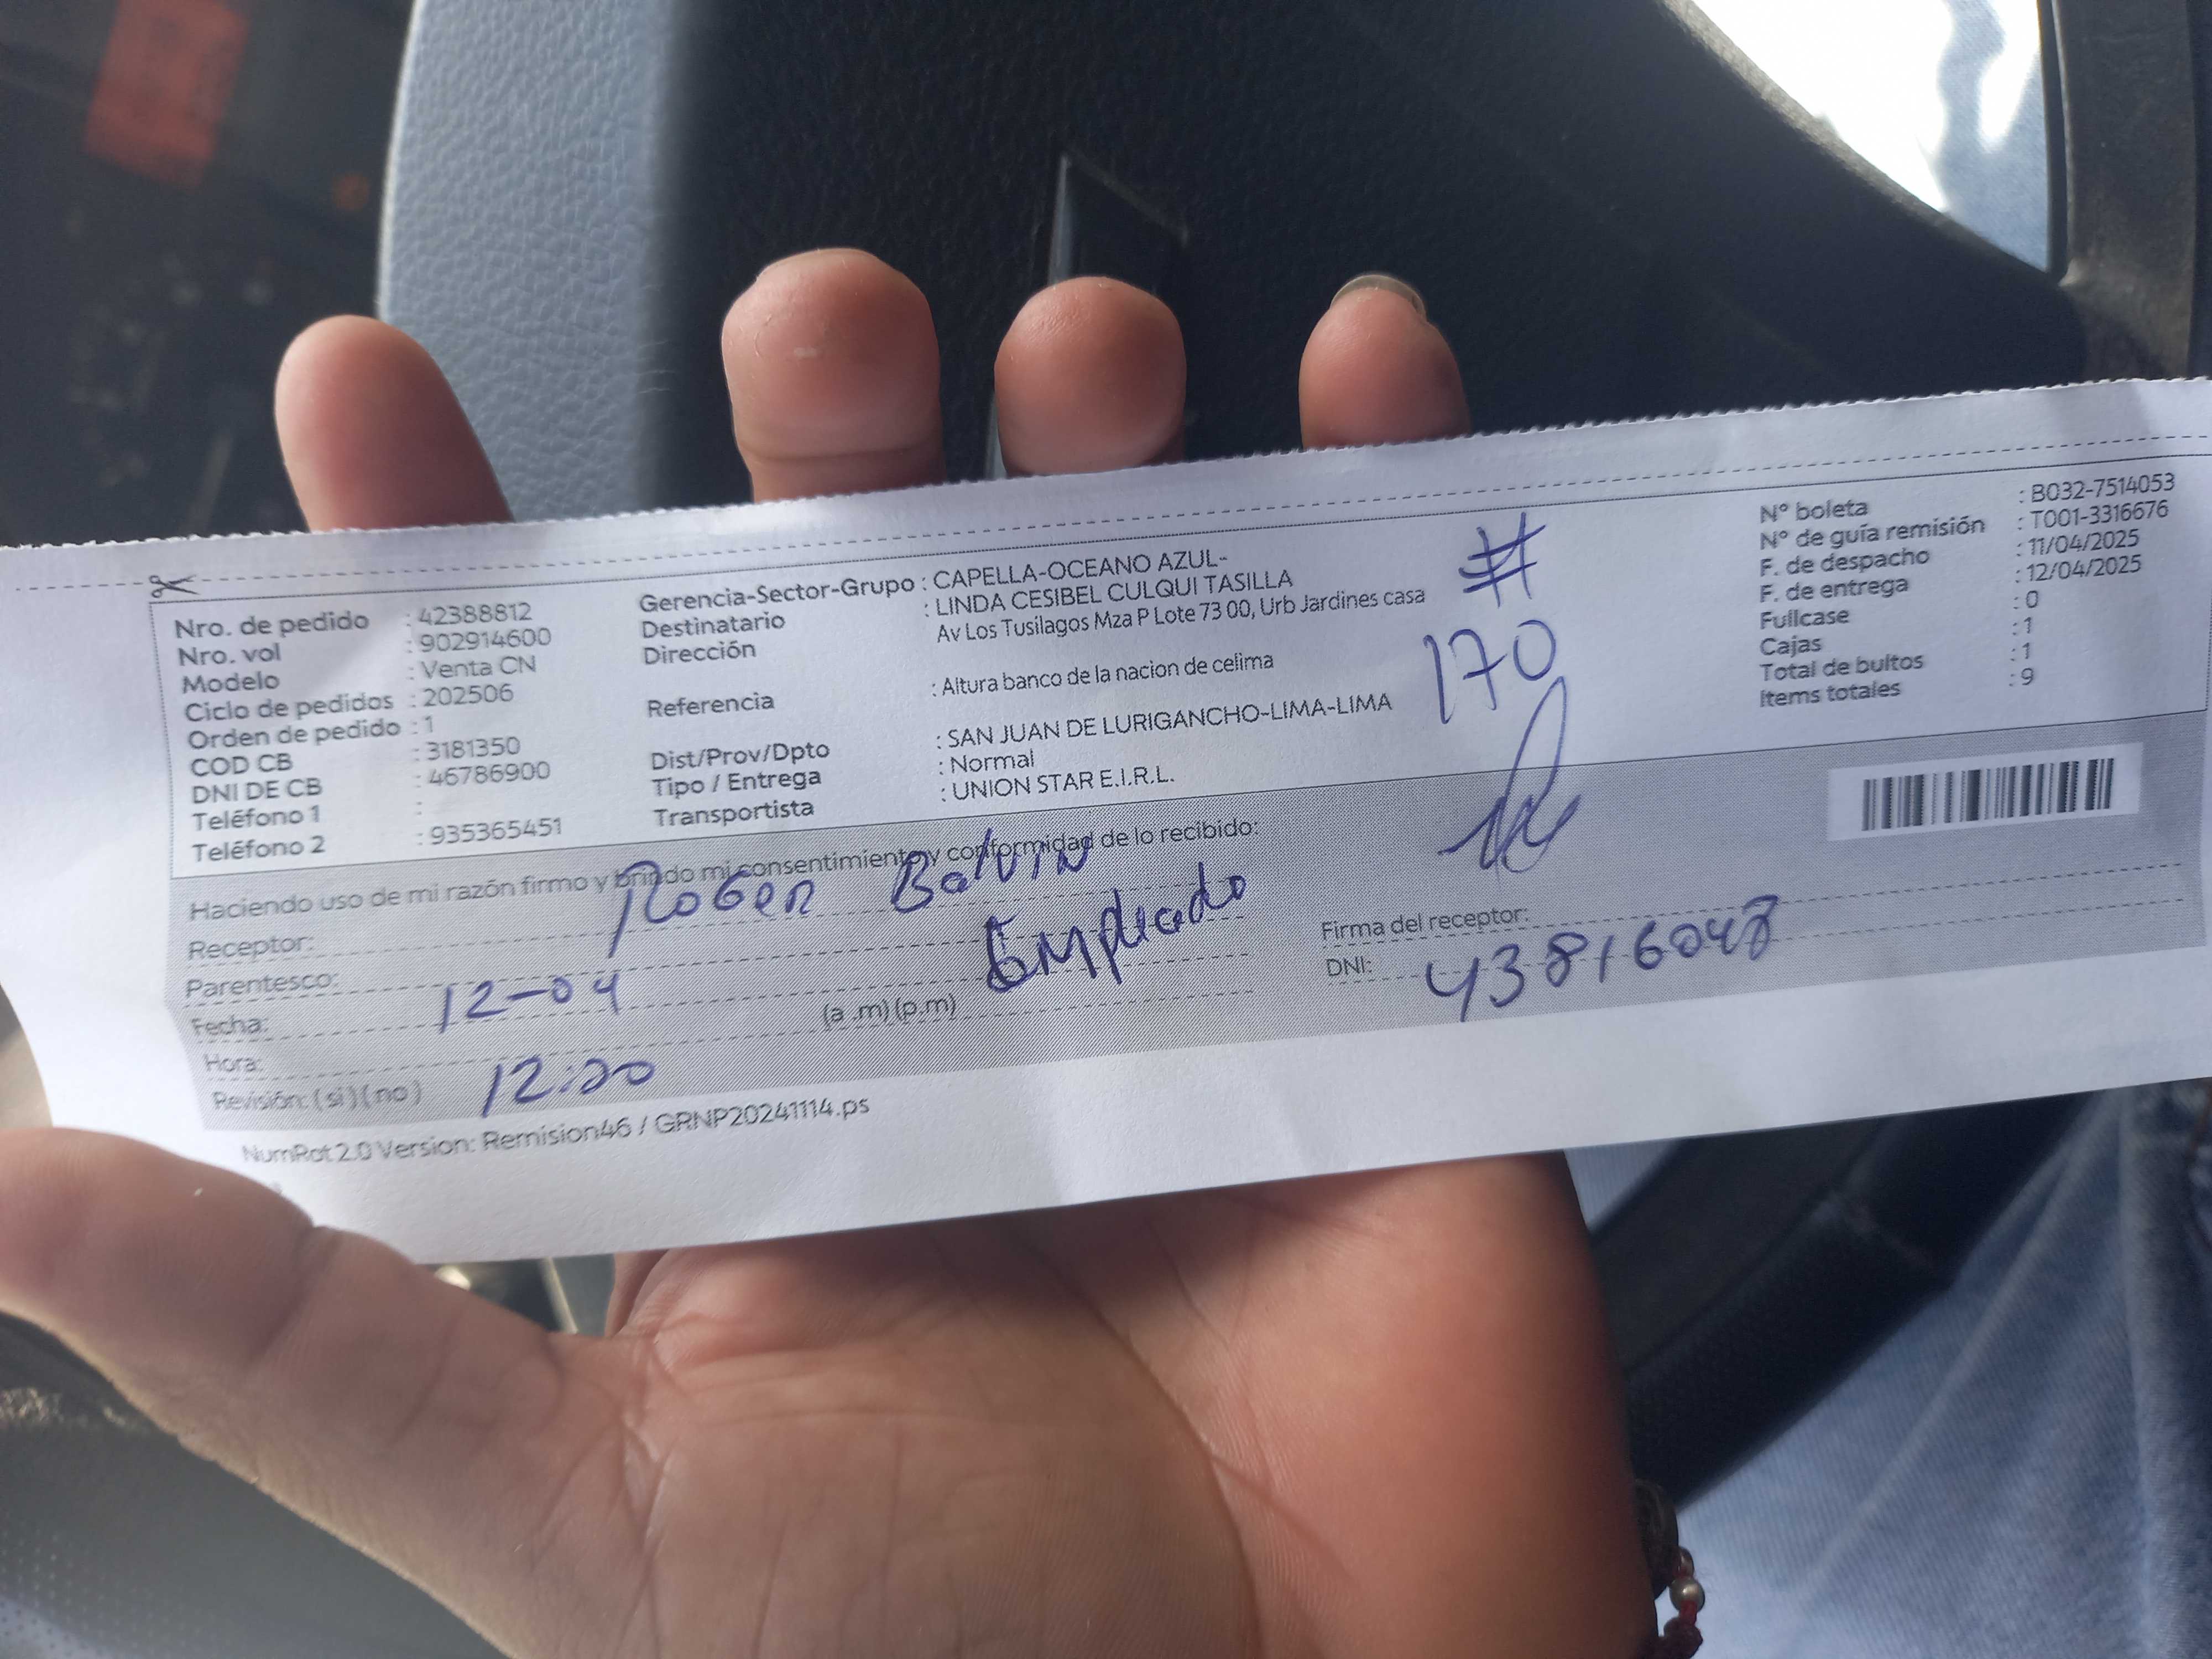 Nro. de pedido : 42388812
Nro. vol : 902914600
Modelo : Venta CN
Ciclo de pedidos : 202506
Orden de pedido : 1
COD CB : 3181350
DNI DE CB : 46786900
Teléfono 1 :
Teléfono 2 : 935365451
Gerencia-Sector-Grupo : CAPELLA-OCEANO AZUL-
Destinatario : LINDA CESIBEL CULQUI TASILLA
Dirección Av Los Tusilagos Mza P Lote 73 00, Urb Jardines casa
Referencia : Altura banco de la nacion de celima
Dist/Prov/Dpto : SAN JUAN DE LURIGANCHO-LIMA-LIMA
Tipo / Entrega : Normal
Transportista : UNION STAR E.I.R.L.
#
170
N° boleta : B032-7514053
N° de guía remisión : T001-3316676
F. de despacho : 11/04/2025
F. de entrega : 12/04/2025
Fullcase : 0
Cajas : 1
Total de bultos : 1
Items totales : 9
Haciendo uso de mi razón firmo y brindo mi consentimiento y conformidad de lo recibido:
Receptor: Roger Balvin
Parentesco: Empleado
Fecha: 12-04
Hora: 12:20 (a .m) (p.m)
Revisión: ( si ) ( no )
Firma del receptor:
DNI: 43816048
NumRot 2.0 Version: Remision46 / GRNP20241114.ps